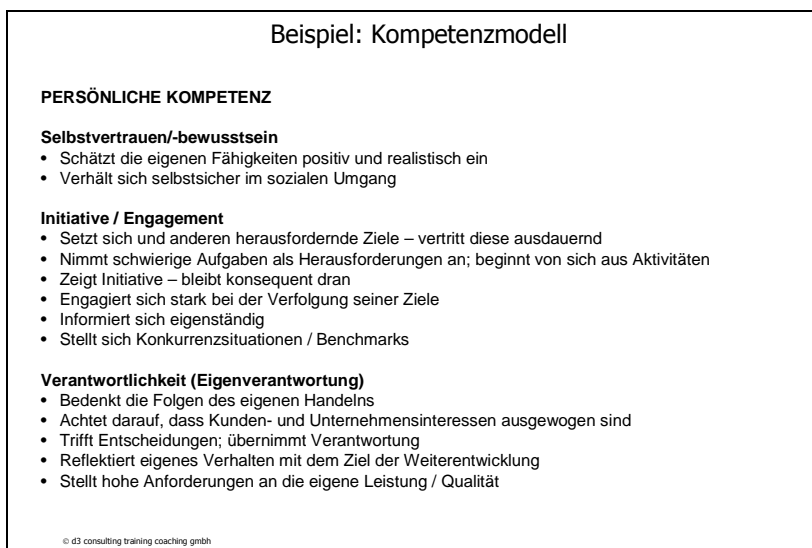 Beispiel: Kompetenzmodell
PERSÖNLICHE KOMPETENZ
Selbstvertrauen/-bewusstsein
• Schätzt die eigenen Fähigkeiten positiv und realistisch ein
• Verhält sich selbstsicher im sozialen Umgang
Initiative / Engagement
• Setzt sich und anderen herausfordernde Ziele – vertritt diese ausdauernd
• Nimmt schwierige Aufgaben als Herausforderungen an; beginnt von sich aus Aktivitäten
• Zeigt Initiative – bleibt konsequent dran
• Engagiert sich stark bei der Verfolgung seiner Ziele
• Informiert sich eigenständig
• Stellt sich Konkurrenzsituationen / Benchmarks
Verantwortlichkeit (Eigenverantwortung)
• Bedenkt die Folgen des eigenen Handelns
• Achtet darauf, dass Kunden- und Unternehmensinteressen ausgewogen sind
• Trifft Entscheidungen; übernimmt Verantwortung
• Reflektiert eigenes Verhalten mit dem Ziel der Weiterentwicklung
• Stellt hohe Anforderungen an die eigene Leistung / Qualität
© d3 consulting training coaching gmbh